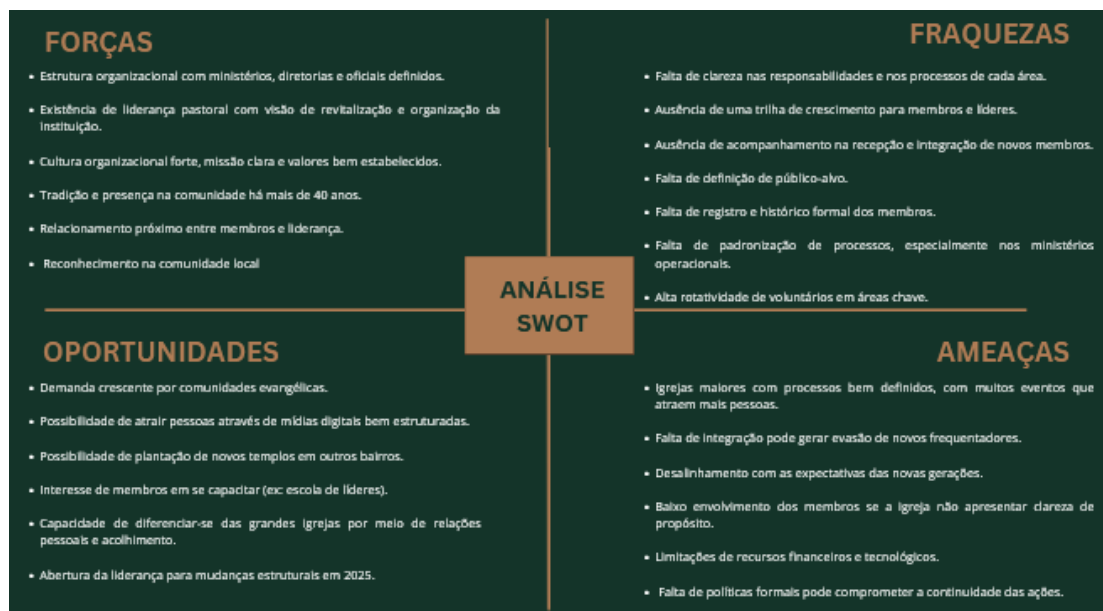 FORÇAS
• Estrutura organizacional com ministérios, diretorias e oficiais definidos.
• Existência de liderança pastoral com visão de revitalização e organização da
instituição.
• Cultura organizacional forte, missão clara e valores bem estabelecidos.
• Tradição e presença na comunidade há mais de 40 anos.
• Relacionamento próximo entre membros e liderança.
• Reconhecimento na comunidade local
FRAQUEZAS
• Falta de clareza nas responsabilidades e nos processos de cada área.
• Ausência de uma trilha de crescimento para membros e líderes.
• Ausência de acompanhamento na recepção e integração de novos membros.
• Falta de definição de público-alvo.
• Falta de registro e histórico formal dos membros.
• Falta de padronização de processos, especialmente nos ministérios
operacionais.
• Alta rotatividade de voluntários em áreas chave.
ANÁLISE
SWOT
OPORTUNIDADES
• Demanda crescente por comunidades evangélicas.
• Possibilidade de atrair pessoas através de mídias digitais bem estruturadas.
• Possibilidade de plantação de novos templos em outros bairros.
• Interesse de membros em se capacitar (ex: escola de líderes).
• Capacidade de diferenciar-se das grandes igrejas por meio de relações
pessoais e acolhimento.
• Abertura da liderança para mudanças estruturais em 2025.
AMEAÇAS
• Igrejas maiores com processos bem definidos, com muitos eventos que
atraem mais pessoas.
• Falta de integração pode gerar evasão de novos frequentadores.
• Desalinhamento com as expectativas das novas gerações.
• Baixo envolvimento dos membros se a igreja não apresentar clareza de
propósito.
• Limitações de recursos financeiros e tecnológicos.
• Falta de políticas formais pode comprometer a continuidade das ações.